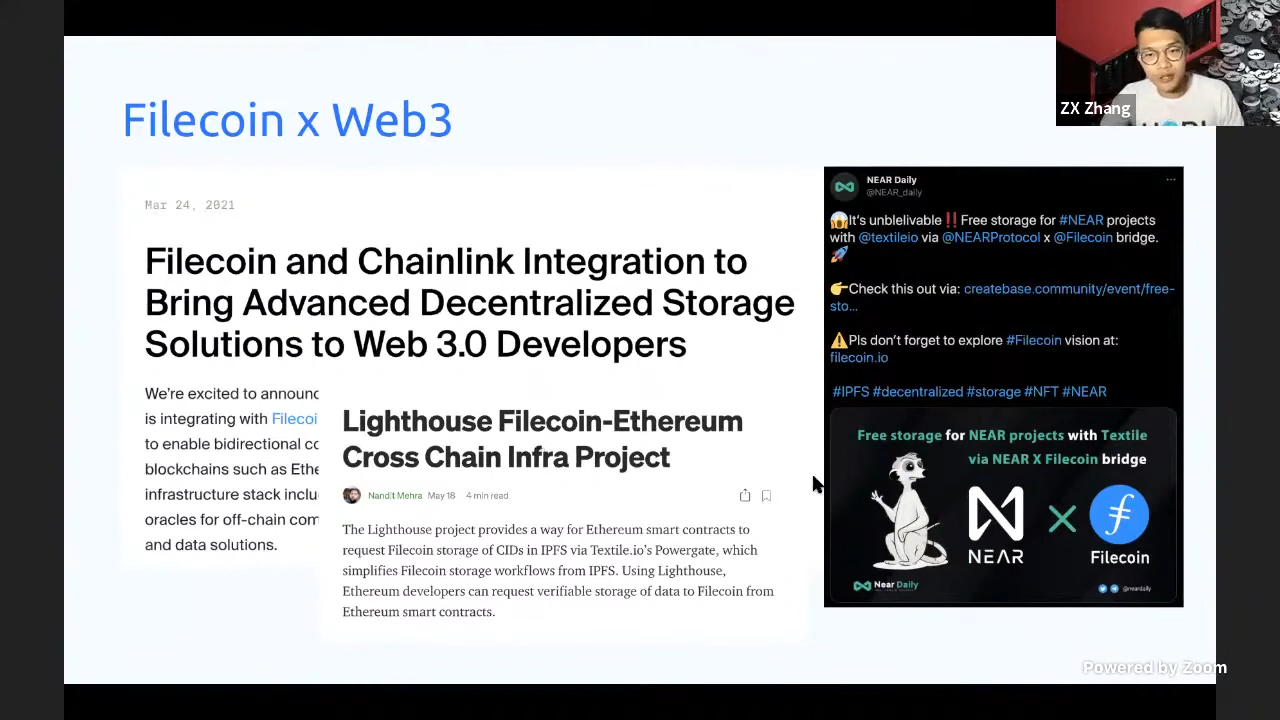 Filecoin x Web3
Mar 24, 2021
Filecoin and Chainlink Integration to
Bring Advanced Decentralized Storage
Solutions to Web 3.0 Developers
We're excited to announc
is integrating with Filecoi
to enable bidirectional co
blockchains such as Ethe
infrastructure stack inclu
oracles for off-chain com
and data solutions.
Lighthouse Filecoin-Ethereum
Cross Chain Infra Project
Nandit Mehra May 18 4 min read
The Lighthouse project provides a way for Ethereum smart contracts to
request Filecoin storage of CIDs in IPFS via Textile.io's Powergate, which
simplifies Filecoin storage workflows from IPFS. Using Lighthouse,
Ethereum developers can request verifiable storage of data to Filecoin from
Ethereum smart contracts.
NEAR Daily
@NEAR_daily
😱It's unblelivable ‼️Free storage for #NEAR projects
with @textileio via @NEARProtocol x @Filecoin bridge.
🚀
👉Check this out via: createbase.community/event/free-
sto...
⚠️Pls don't forget to explore #Filecoin vision at:
filecoin.io
#IPFS #decentralized #storage #NFT #NEAR
Free storage for NEAR projects with Textile
via NEAR X Filecoin bridge
NEAR
Filecoin
Near Daily
@neardaily
ZX Zhang
Powered by Zoom